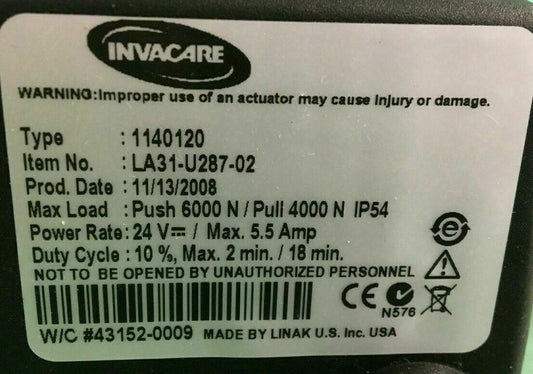 INVACARE
WARNING:Improper use of an actuator may cause injury or damage.
Type : 1140120
Item No. : LA31-U287-02
Prod. Date : 11/13/2008
Max Load : Push 6000 N / Pull 4000 N IP54
Power Rate: 24 V⎓ / Max. 5.5 Amp
Duty Cycle : 10 %, Max. 2 min. / 18 min.
NOT TO BE OPENED BY UNAUTHORIZED PERSONNEL
CE N576
W/C #43152-0009 MADE BY LINAK U.S. Inc. USA